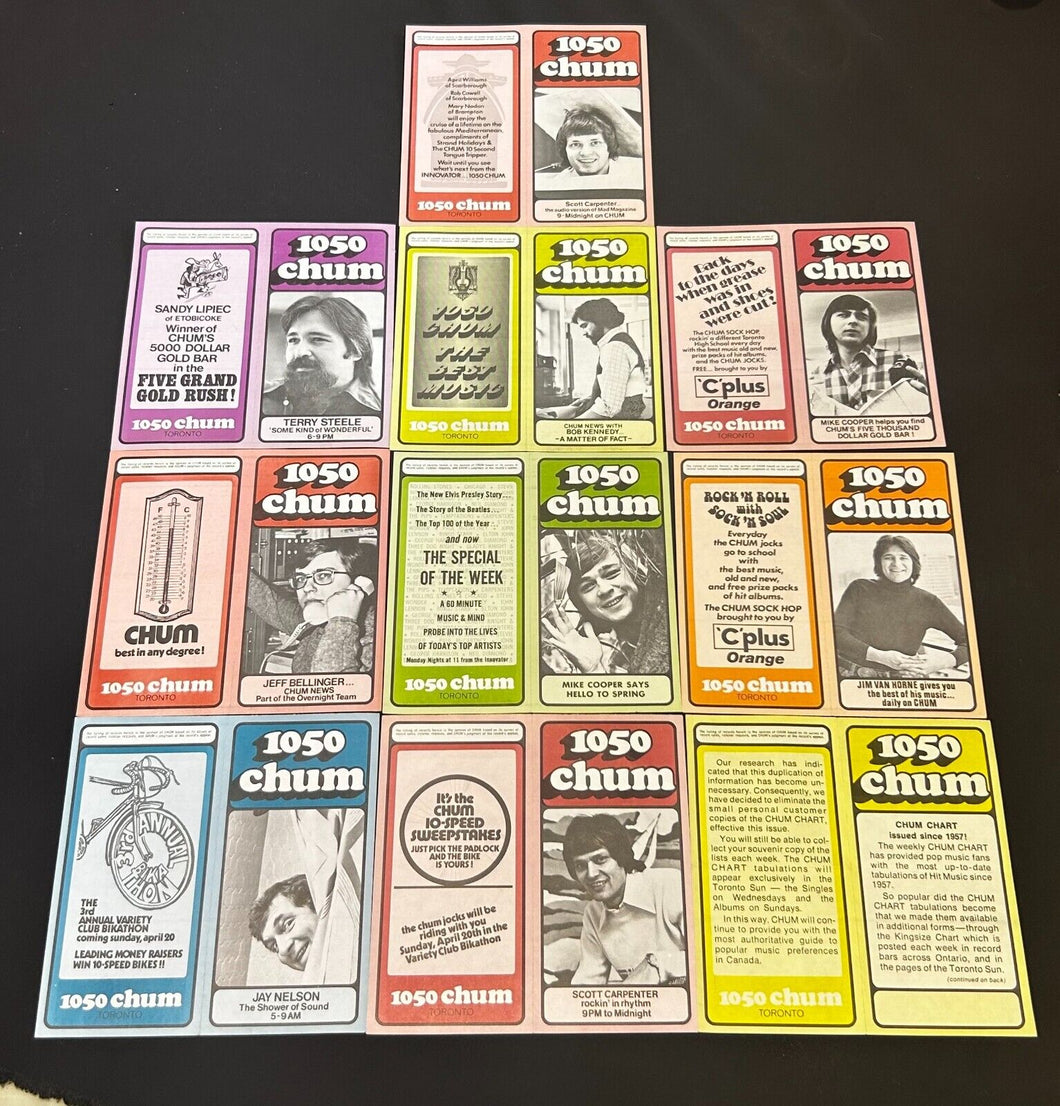 April Williams
of Scarborough
Rob Cowell
of Scarborough
Mary Nadon
of Brampton
will enjoy the
cruise of a lifetime on the
fabulous Mediterranean,
compliments of
Strand Holidays &
The CHUM 10 Second
Tongue Tripper.
Wait until you see
what's next from the
INNOVATOR...1050 CHUM
1050 chum
TORONTO
1050
chum
Scott Carpenter...
the audio version of Mad Magazine
9-Midnight on CHUM
SANDY LIPIEC
of ETOBICOKE
Winner of
CHUM'S
5000 DOLLAR
GOLD BAR
in the
FIVE GRAND
GOLD RUSH!
1050 chum
TORONTO
1050
chum
TERRY STEELE
'SOME KIND of WONDERFUL'
6-9 PM
1050
CHUM
THE
BEST
MUSIC
1050 chum
TORONTO
1050
chum
CHUM NEWS WITH
BOB KENNEDY...
-A MATTER OF FACT-
Back
to the days
when grease
was in
and shoes
were out!
The CHUM SOCK HOP,
rockin' a different Toronto
High School every day
with the best music old and new,
prize packs of hit albums,
and the CHUM JOCKS.
FREE... brought to you by
'C'plus
Orange
1050 chum
TORONTO
1050
chum
MIKE COOPER helps you find
CHUM'S FIVE THOUSAND
DOLLAR GOLD BAR!
F C
CHUM
best in any degree!
1050 chum
TORONTO
1050
chum
JEFF BELLINGER...
CHUM NEWS
Part of the Overnight Team
The New Elvis Presley Story...
The Story of the Beatles...
The Top 100 of the Year...
and now
THE SPECIAL
OF THE WEEK
A 60 MINUTE
MUSIC & MIND
PROBE INTO THE LIVES
OF TODAY'S TOP ARTISTS
Monday Nights at 11 from the Innovator
1050 chum
TORONTO
1050
chum
MIKE COOPER SAYS
HELLO TO SPRING
ROCK 'N ROLL
with
SOCK 'N SOUL
Everyday
the CHUM jocks
go to school
with
the best music,
old and new,
and free prize packs
of hit albums.
The CHUM SOCK HOP
brought to you by
'C'plus
Orange
1050 chum
TORONTO
1050
chum
JIM VAN HORNE gives you
the best of his music...
daily on CHUM
3rd ANNUAL
BIKATHON
THE
3rd
ANNUAL VARIETY
CLUB BIKATHON
coming sunday, april 20
LEADING MONEY RAISERS
WIN 10-SPEED BIKES!!
1050 chum
TORONTO
1050
chum
JAY NELSON
The Shower of Sound
5-9 AM
It's the
CHUM
10-SPEED
SWEEPSTAKES
JUST PICK THE PADLOCK
AND THE BIKE
IS YOURS!
the chum jocks will be
riding with you
Sunday, April 20th in the
Variety Club Bikathon
1050 chum
TORONTO
1050
chum
SCOTT CARPENTER
rockin' in rhythm
9PM to Midnight
Our research has indi-
cated that this duplication of
information has become un-
necessary. Consequently, we
have decided to eliminate the
small personal customer
copies of the CHUM CHART,
effective this issue.
You will still be able to col-
lect your souvenir copy of the
lists each week. The CHUM
CHART tabulations will
appear exclusively in the
Toronto Sun — the Singles
on Wednesdays and the
Albums on Sundays.
In this way, CHUM will con-
tinue to provide you with the
most authoritative guide to
popular music preferences
in Canada.
1050 chum
TORONTO
1050
chum
CHUM CHART
issued since 1957!
The weekly CHUM CHART
has provided pop music fans
with the most up-to-date
tabulations of Hit Music since
1957.
So popular did the CHUM
CHART tabulations become
that we made them available
in additional forms—through
the Kingsize Chart which is
posted each week in record
bars across Ontario, and in
the pages of the Toronto Sun.
(continued on back)